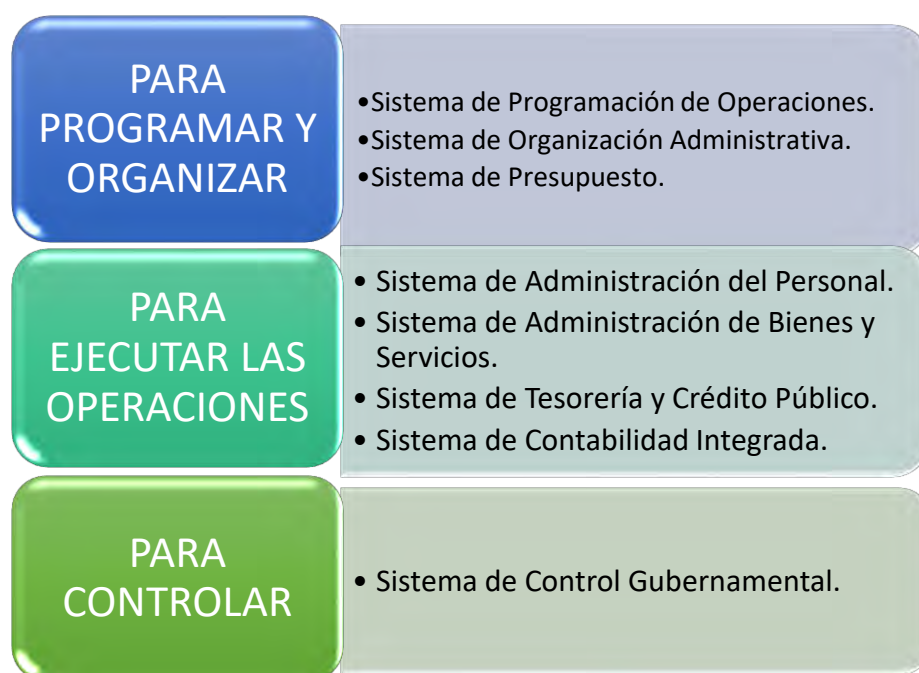 PARA
PROGRAMAR Y
ORGANIZAR
•Sistema de Programación de Operaciones.
•Sistema de Organización Administrativa.
•Sistema de Presupuesto.
PARA
EJECUTAR LAS
OPERACIONES
• Sistema de Administración del Personal.
• Sistema de Administración de Bienes y
Servicios.
• Sistema de Tesorería y Crédito Público.
• Sistema de Contabilidad Integrada.
PARA
CONTROLAR
• Sistema de Control Gubernamental.